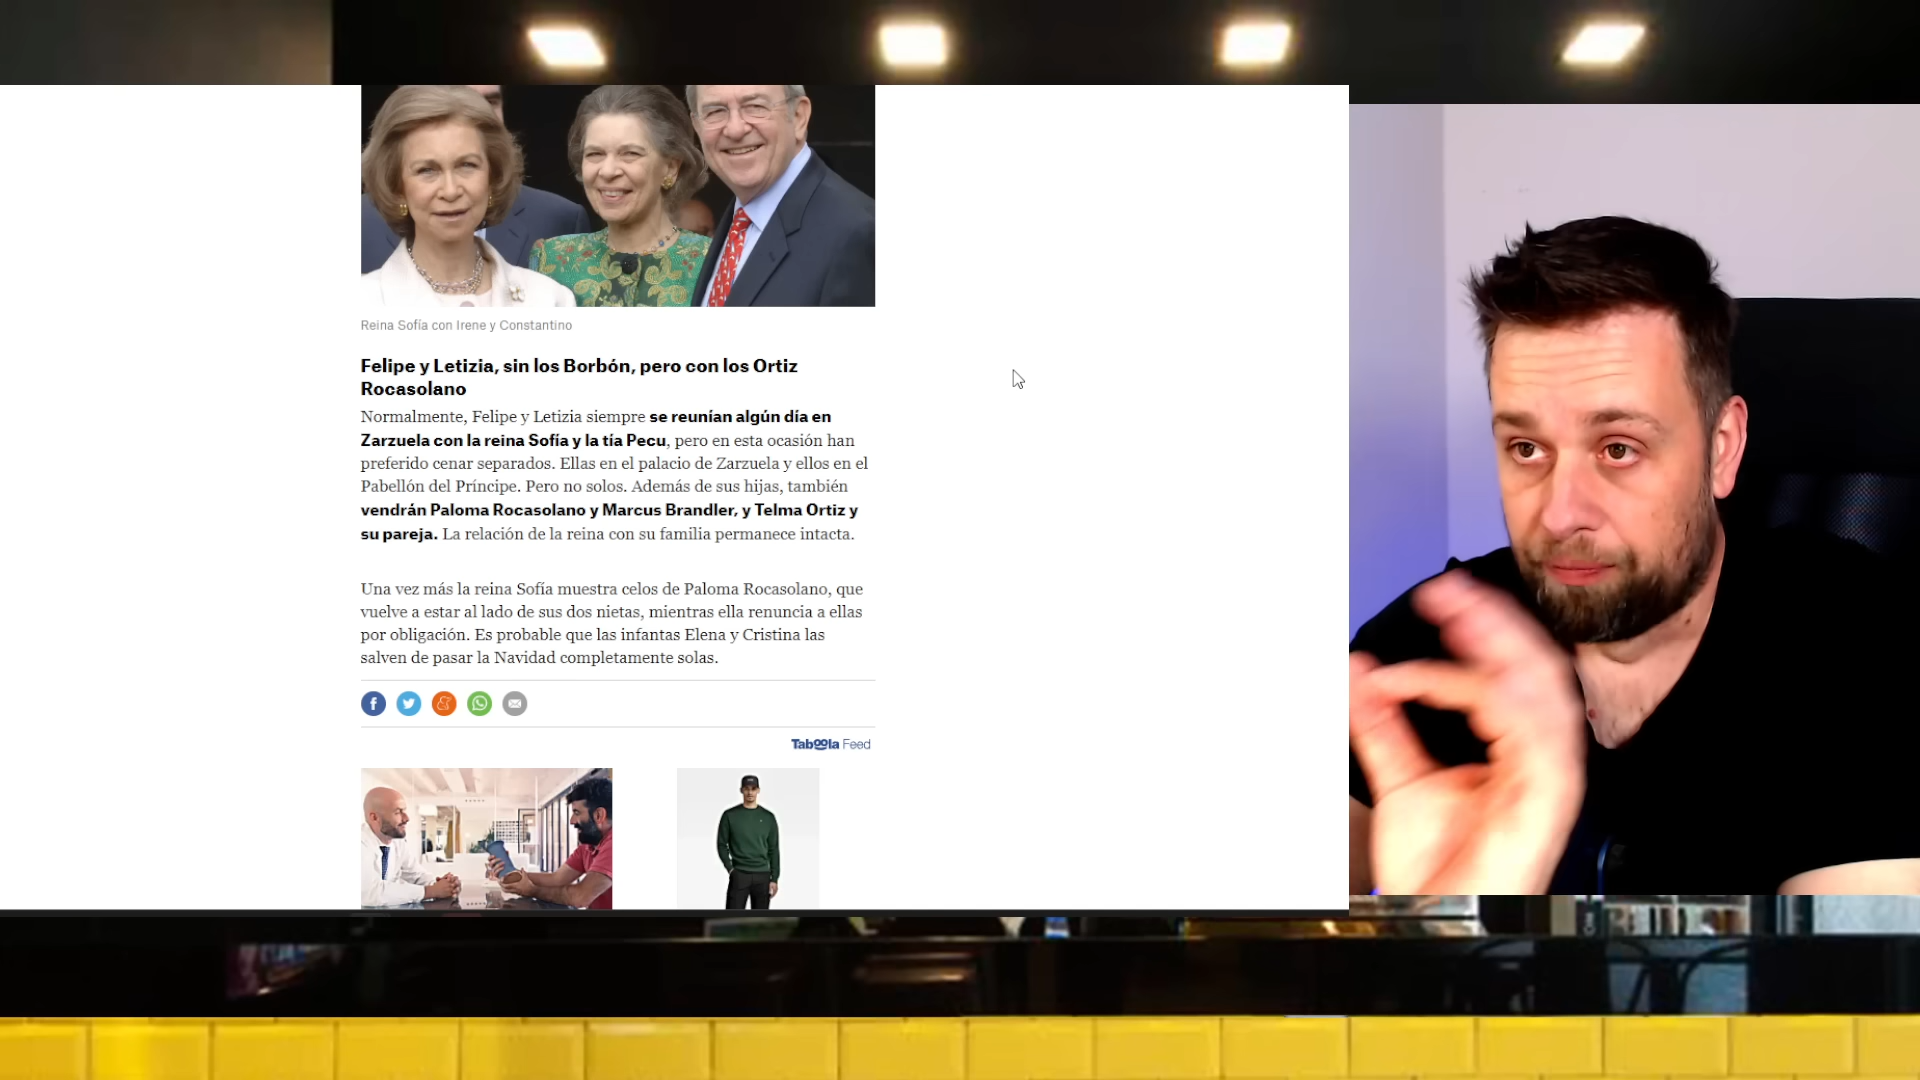 Reina Sofía con Irene y Constantino
Felipe y Letizia, sin los Borbón, pero con los Ortiz
Rocasolano
Normalmente, Felipe y Letizia siempre se reunían algún día en
Zarzuela con la reina Sofía y la tía Pecu, pero en esta ocasión han
preferido cenar separados. Ellas en el palacio de Zarzuela y ellos en el
Pabellón del Príncipe. Pero no solos. Además de sus hijas, también
vendrán Paloma Rocasolano y Marcus Brandler, y Telma Ortiz y
su pareja. La relación de la reina con su familia permanece intacta.
Una vez más la reina Sofía muestra celos de Paloma Rocasolano, que
vuelve a estar al lado de sus dos nietas, mientras ella renuncia a ellas
por obligación. Es probable que las infantas Elena y Cristina las
salven de pasar la Navidad completamente solas.
Taboola Feed